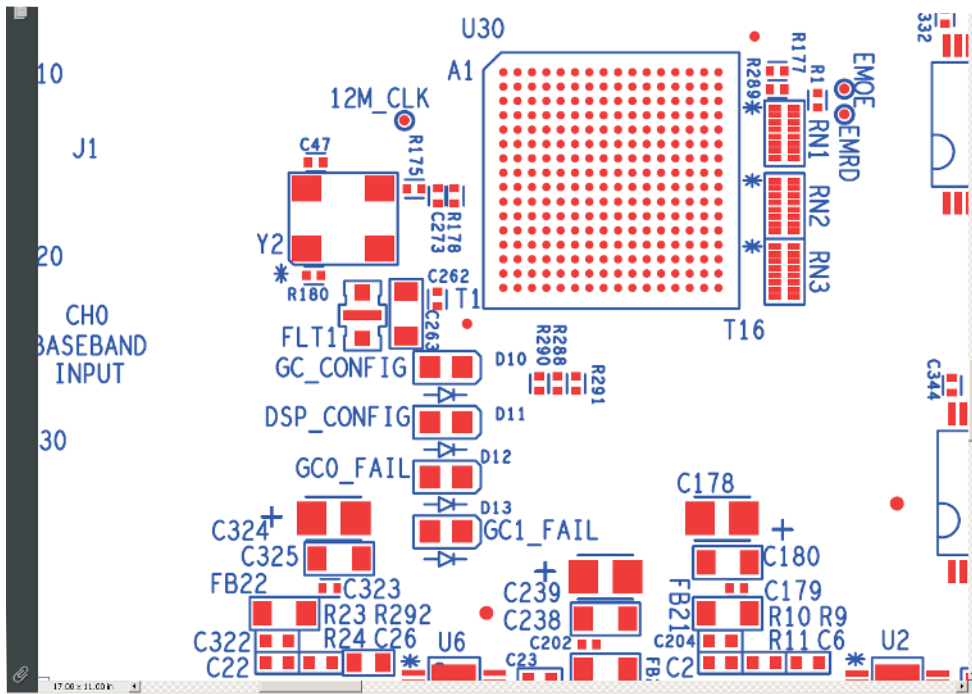 U30
332
R177
10
A1
R289
R1
EMOE
12M_CLK
J1
C47
R175
RN1
EMRD
Y2
C273
R178
RN2
20
R180
C262
T1
RN3
CH0
BASEBAND
INPUT
FLT1
C263
T16
GC_CONFIG
D10
R290
R288
R291
C344
DSP_CONFIG
D11
30
GC0_FAIL
D12
C178
D13
C324
GC1_FAIL
C325
C180
FB22
C323
C239
FB21
C179
R23 R292
C238
R10 R9
C322
R24 C26
U6
C202
C204
R11 C6
U2
C22
C23
C2
17.00 x 11.00 in